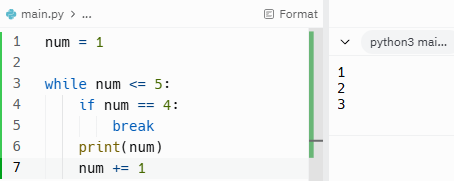 main.py > ...
Format
1 num = 1
2
3 while num <= 5:
4     if num == 4:
5         break
6     print(num)
7     num += 1
python3 mai...
1
2
3